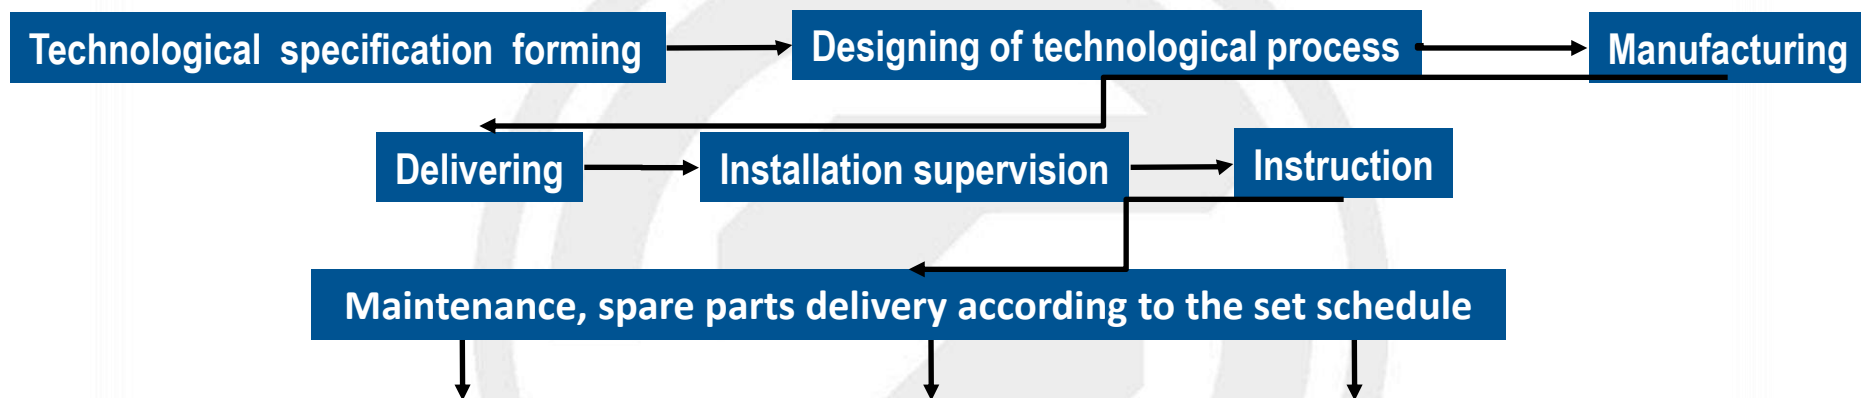 Technological specification forming
Designing of technological process
Manufacturing
Delivering
Installation supervision
Instruction
Maintenance, spare parts delivery according to the set schedule